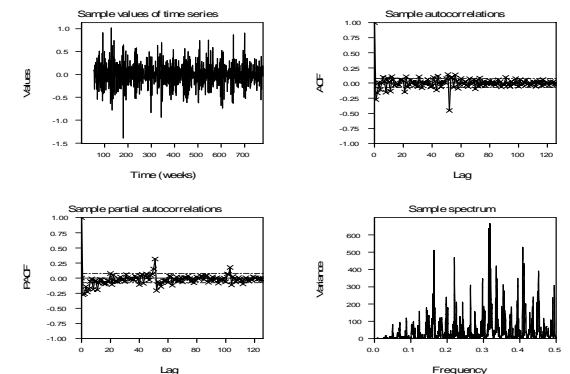 Sample values of time series
1.0
0.5
0.0
-0.5
-1.0
-1.5
Values
100 200 300 400 500 600 700
Time (weeks)
Sample autocorrelations
1.00
0.75
0.50
0.25
0.00
-0.25
-0.50
-0.75
-1.00
ACF
0 20 40 60 80 100 120
Lag
Sample partial autocorrelations
1.00
0.75
0.50
0.25
0.00
-0.25
-0.50
-0.75
-1.00
PACF
0 20 40 60 80 100 120
Lag
Sample spectrum
600
500
400
300
200
100
0
Variance
0.0 0.1 0.2 0.3 0.4 0.5
Frequency